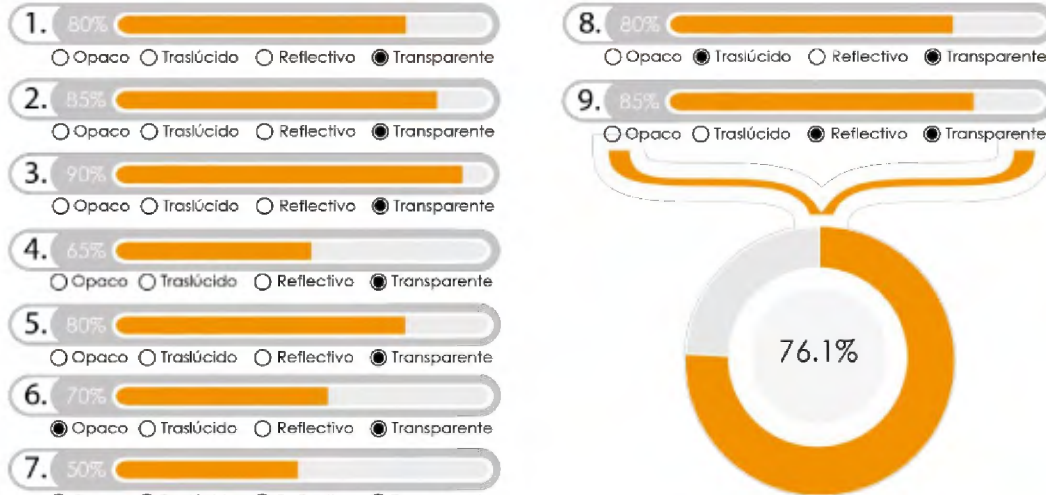 1. 80%
Opaco Traslúcido Reflectivo Transparente
2. 85%
Opaco Traslúcido Reflectivo Transparente
3. 90%
Opaco Traslúcido Reflectivo Transparente
4. 65%
Opaco Traslúcido Reflectivo Transparente
5. 80%
Opaco Traslúcido Reflectivo Transparente
6. 70%
Opaco Traslúcido Reflectivo Transparente
7. 50%
8. 80%
Opaco Traslúcido Reflectivo Transparente
9. 85%
Opaco Traslúcido Reflectivo Transparente
76.1%